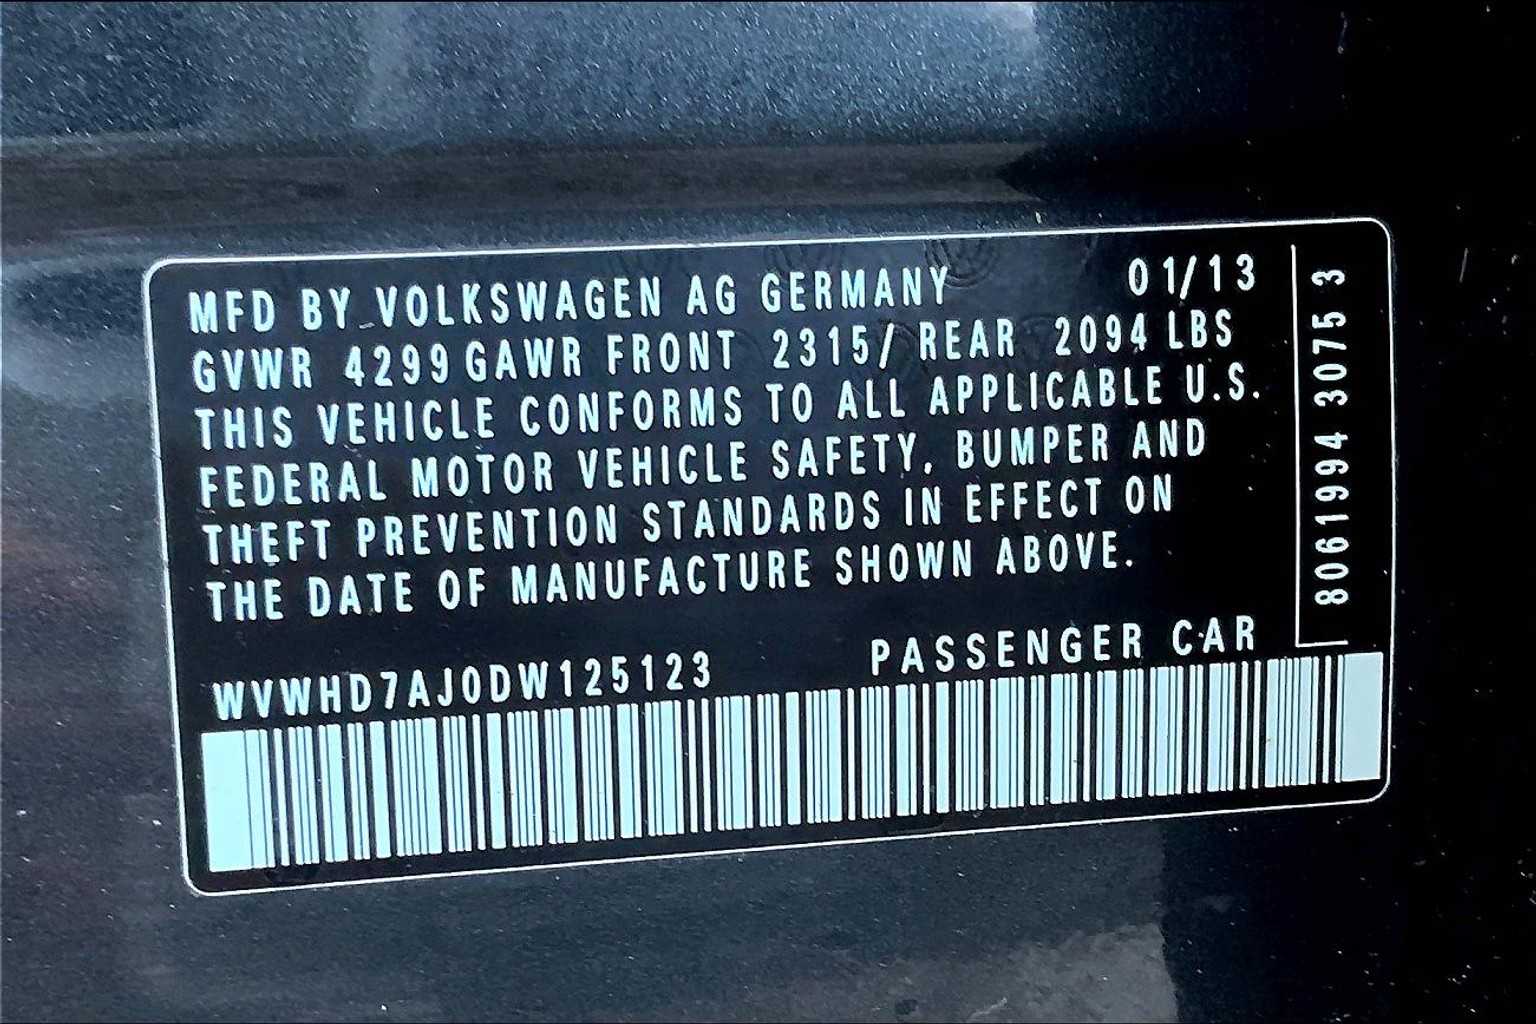 MFD BY VOLKSWAGEN AG GERMANY 01/13
GVWR 4299 GAWR FRONT 2315/ REAR 2094 LBS
THIS VEHICLE CONFORMS TO ALL APPLICABLE U.S.
FEDERAL MOTOR VEHICLE SAFETY, BUMPER AND
THEFT PREVENTION STANDARDS IN EFFECT ON
THE DATE OF MANUFACTURE SHOWN ABOVE.
WVWHD7AJ0DW125123 PASSENGER CAR
8061994 3075 3